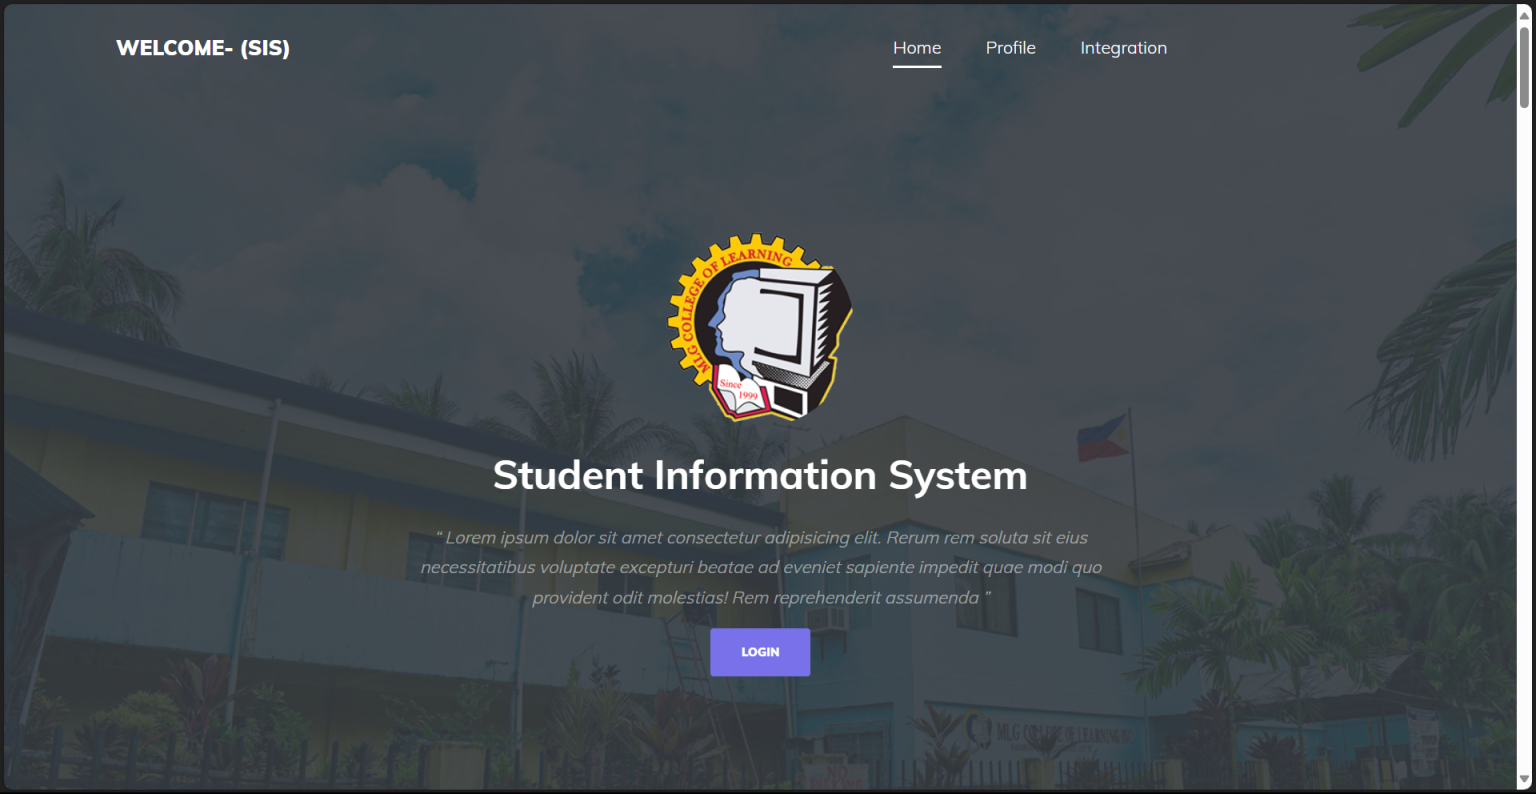 WELCOME- (SIS)
Home
Profile
Integration
MLG COLLEGE OF LEARNING
Since
1999
Student Information System
“ Lorem ipsum dolor sit amet consectetur adipisicing elit. Rerum rem soluta sit eius
necessitatibus voluptate excepturi beatae ad eveniet sapiente impedit quae modi quo
provident odit molestias! Rem reprehenderit assumenda ”
LOGIN
MLG COLLEGE OF LEARNING
NO